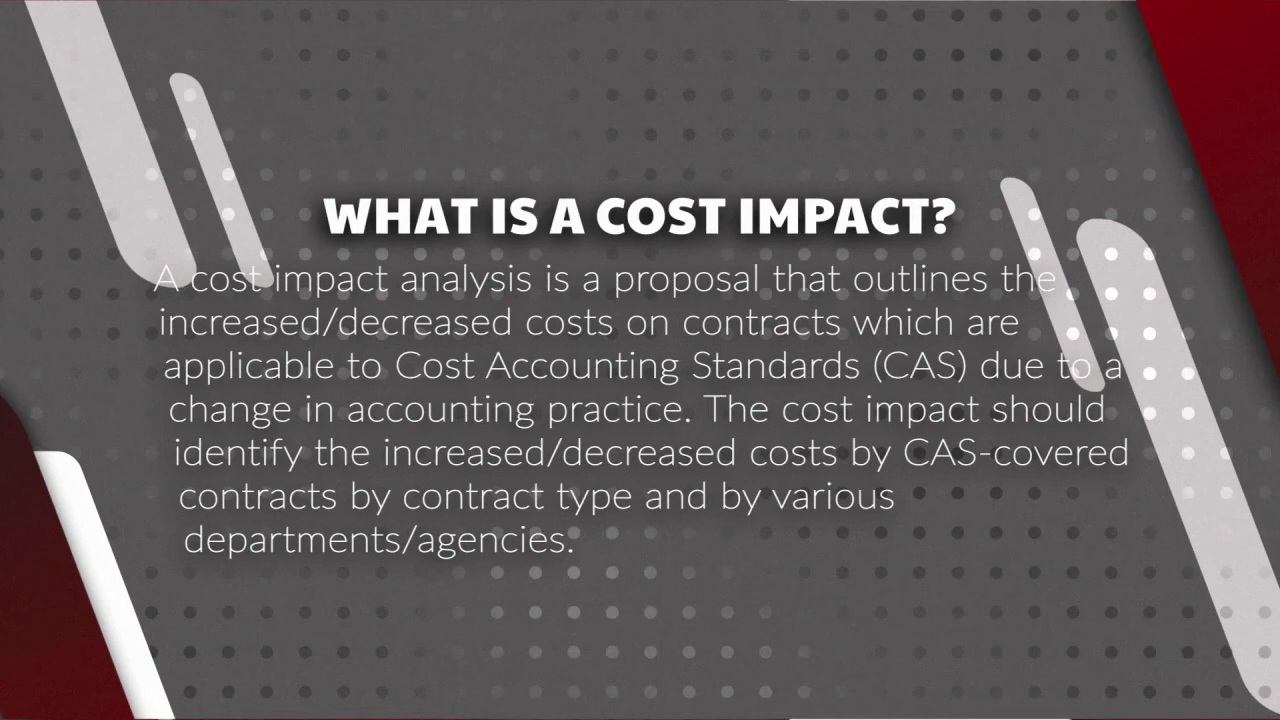 WHAT IS A COST IMPACT?
A cost impact analysis is a proposal that outlines the
increased/decreased costs on contracts which are
applicable to Cost Accounting Standards (CAS) due to a
change in accounting practice. The cost impact should
identify the increased/decreased costs by CAS-covered
contracts by contract type and by various
departments/agencies.